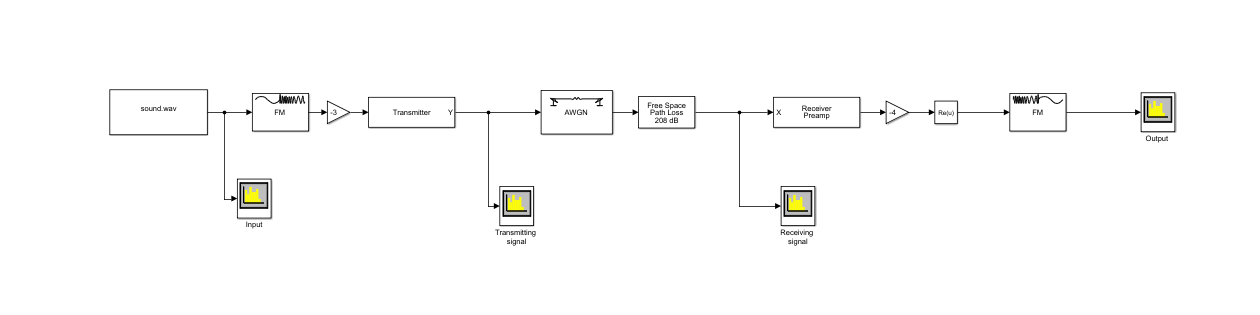 sound.wav
FM
-3
Transmitter
Y
AWGN
Free Space
Path Loss
208 dB
X
Receiver
Preamp
-4
Re(u)
FM
Output
Input
Transmitting
signal
Receiving
signal